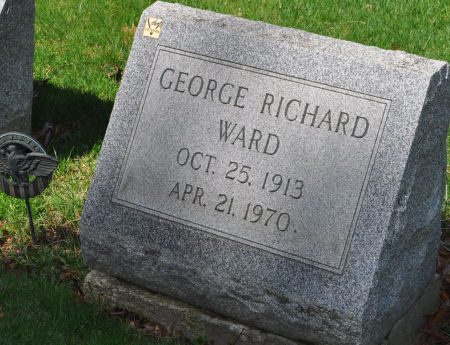 GEORGE RICHARD
WARD
OCT. 25, 1913
APR. 21, 1970.